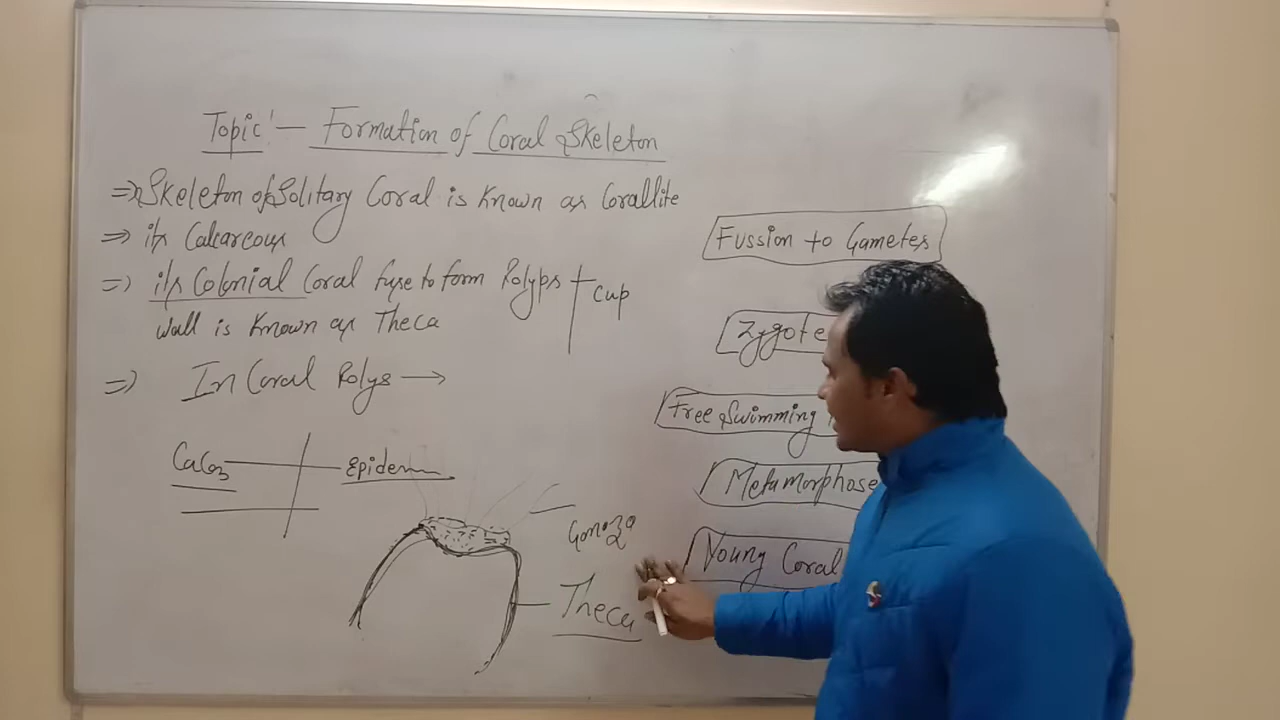 Topic:- Formation of Coral Skeleton
=> Skeleton of Solitary Coral is Known as Corallite
=> its Calcareous
=> its Colonial Coral fuse to form Polyps cup
wall is Known as Theca
=> In Coral Polys →
CaCo3 Epiderm
Theca
Fussion to Gametes
Zygote
Free Swimming
Metamorphose
Young Coral